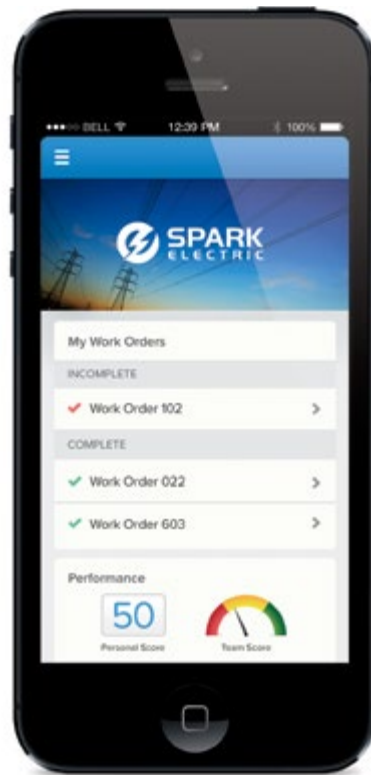 BELL 12:39 PM 100%
SPARK
ELECTRIC
My Work Orders
INCOMPLETE
Work Order 102
COMPLETE
Work Order 022
Work Order 603
Performance
50
Personal Score Team Score